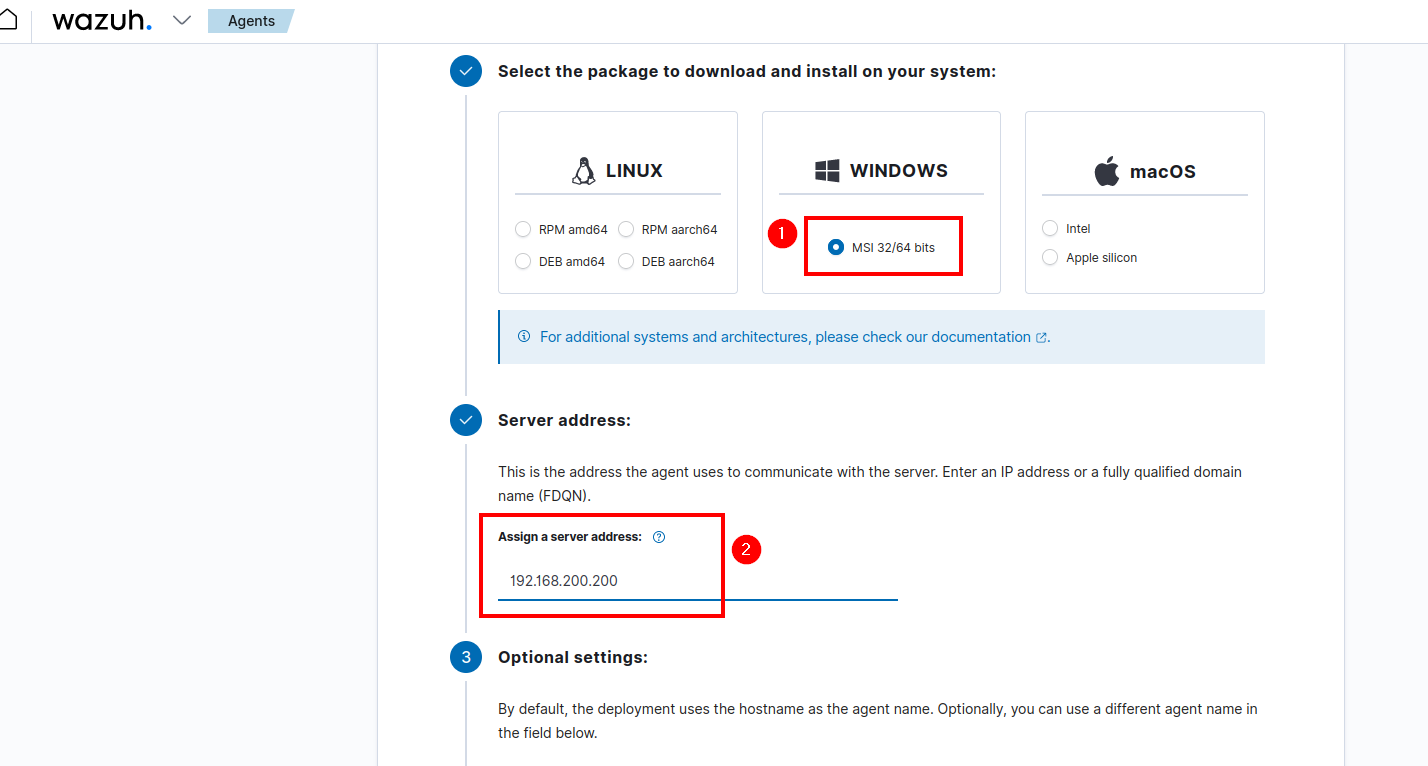 wazuh.
Agents
Select the package to download and install on your system:
LINUX
RPM amd64
RPM aarch64
DEB amd64
DEB aarch64
WINDOWS
1
MSI 32/64 bits
macOS
Intel
Apple silicon
For additional systems and architectures, please check our documentation.
Server address:
This is the address the agent uses to communicate with the server. Enter an IP address or a fully qualified domain
name (FDQN).
Assign a server address:
2
192.168.200.200
3
Optional settings:
By default, the deployment uses the hostname as the agent name. Optionally, you can use a different agent name in
the field below.